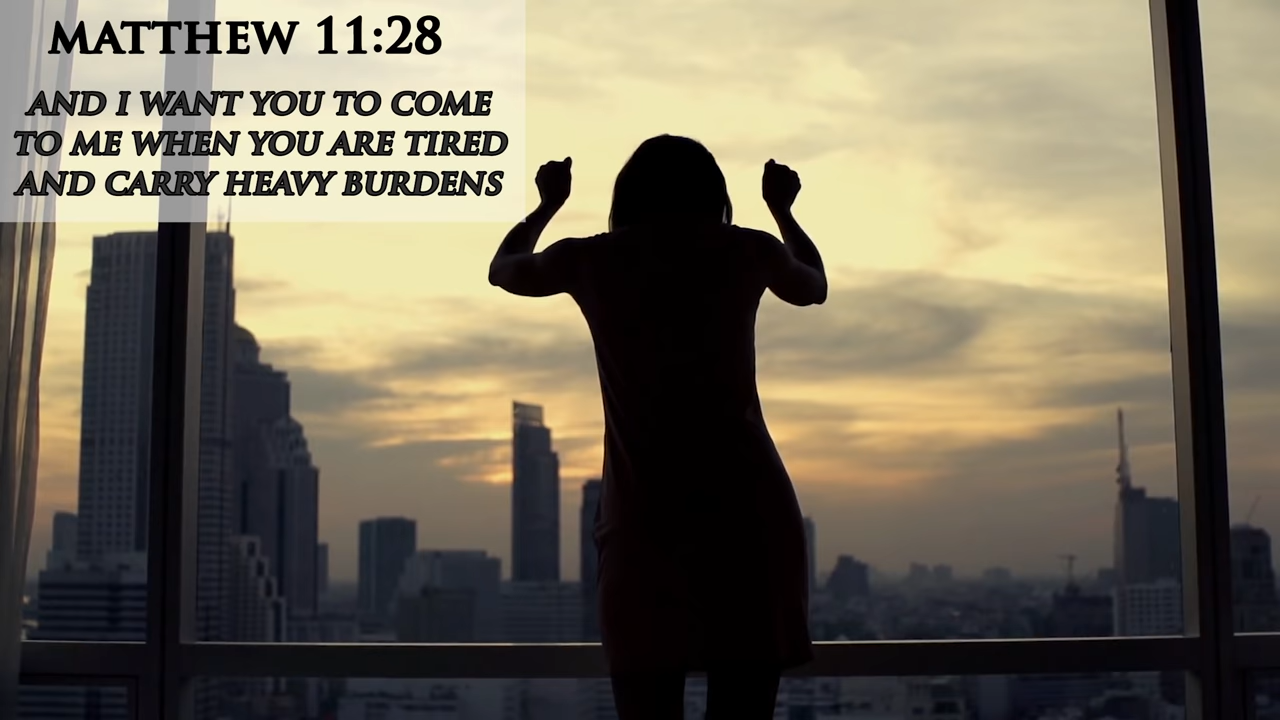 MATTHEW 11:28
AND I WANT YOU TO COME
TO ME WHEN YOU ARE TIRED
AND CARRY HEAVY BURDENS